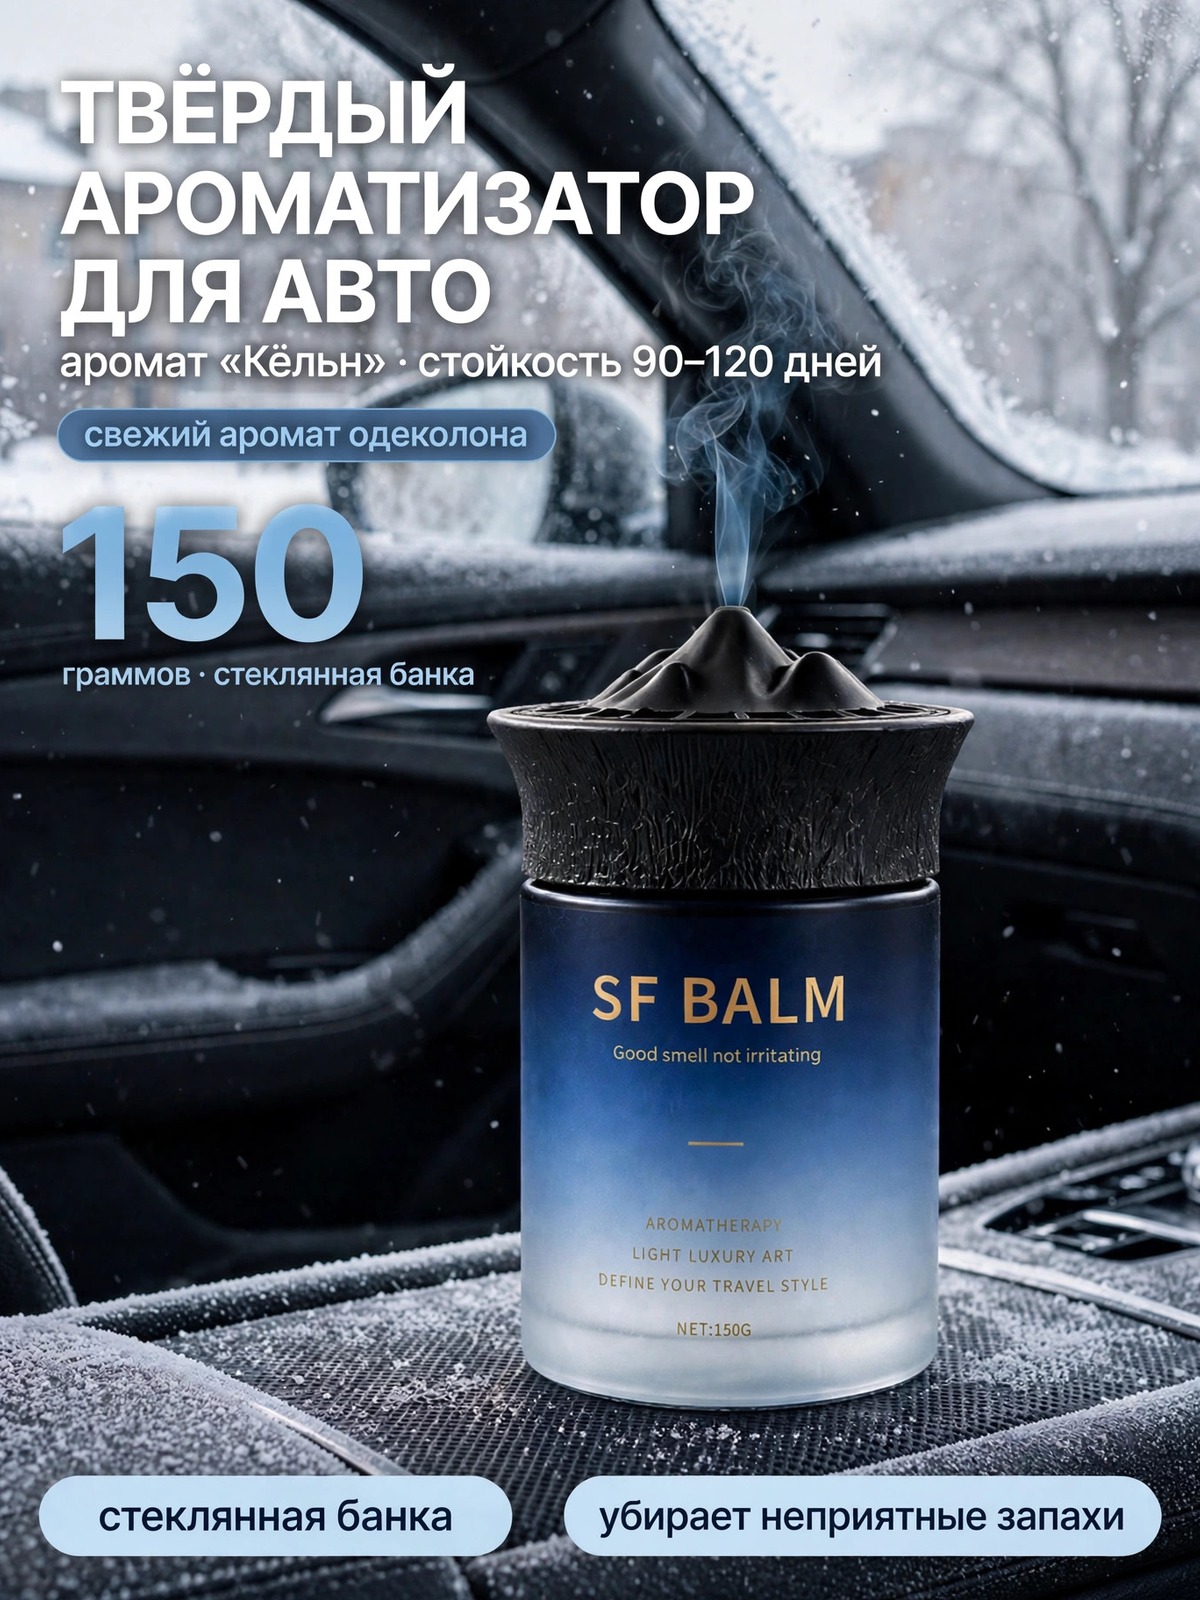 ТВЁРДЫЙ
АРОМАТИЗАТОР
ДЛЯ АВТО
аромат «Кёльн» · стойкость 90–120 дней
свежий аромат одеколона
150
граммов · стеклянная банка
SF BALM
Good smell not irritating
AROMATHERAPY
LIGHT LUXURY ART
DEFINE YOUR TRAVEL STYLE
NET:150G
стеклянная банка
убирает неприятные запахи